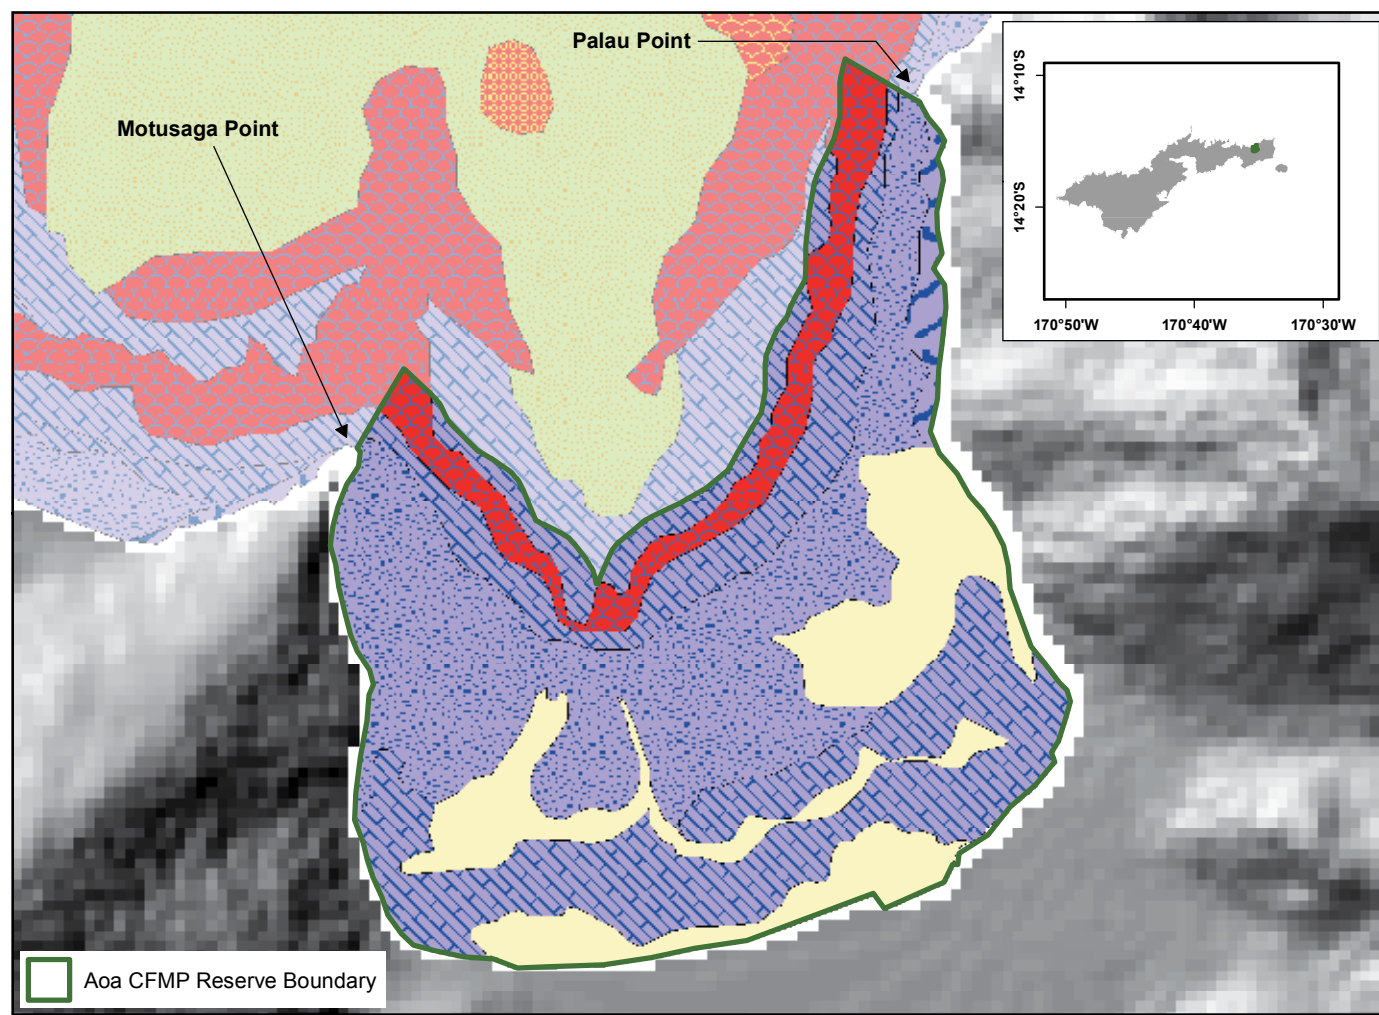 Palau Point
Motusaga Point
14°10'S
14°20'S
170°50'W
170°40'W
170°30'W
Aoa CFMP Reserve Boundary